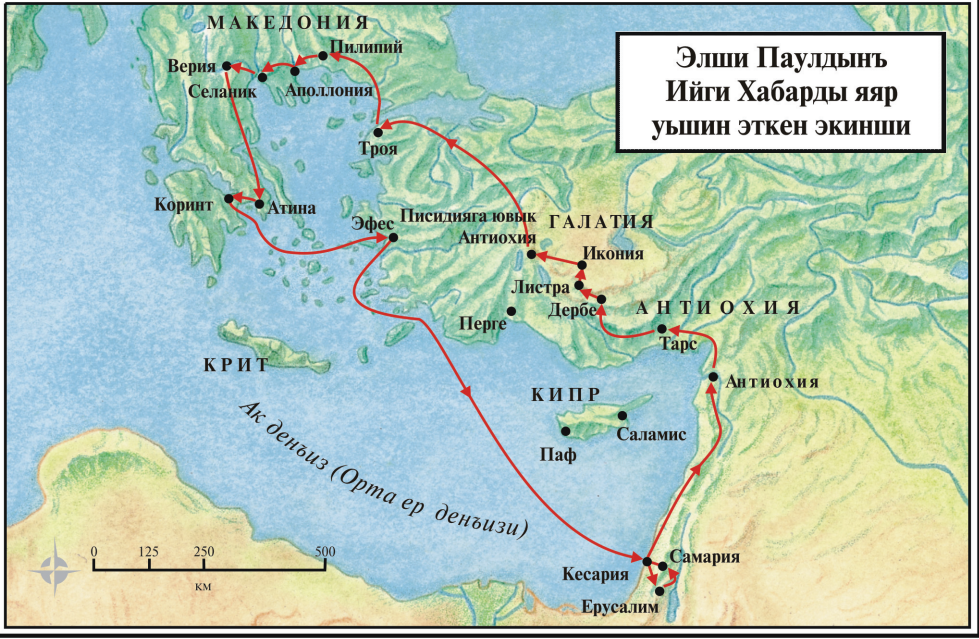 Элши Паулдынъ
Ийги Хабарды яяр
уьшин эткен экинши
МАКЕДОНИЯ
Пилипий
Верия
Селаник
Аполлония
Троя
Коринт
Атина
Эфес
Писидияга ювык
Антиохия
ГАЛАТИЯ
Икония
Листра
Дербе
АНТИОХИЯ
Перге
Тарс
КРИТ
Антиохия
КИПР
Саламис
Паф
Ак денъиз (Орта ер денъизи)
0 125 250 500
км
Самария
Кесария
Ерусалим